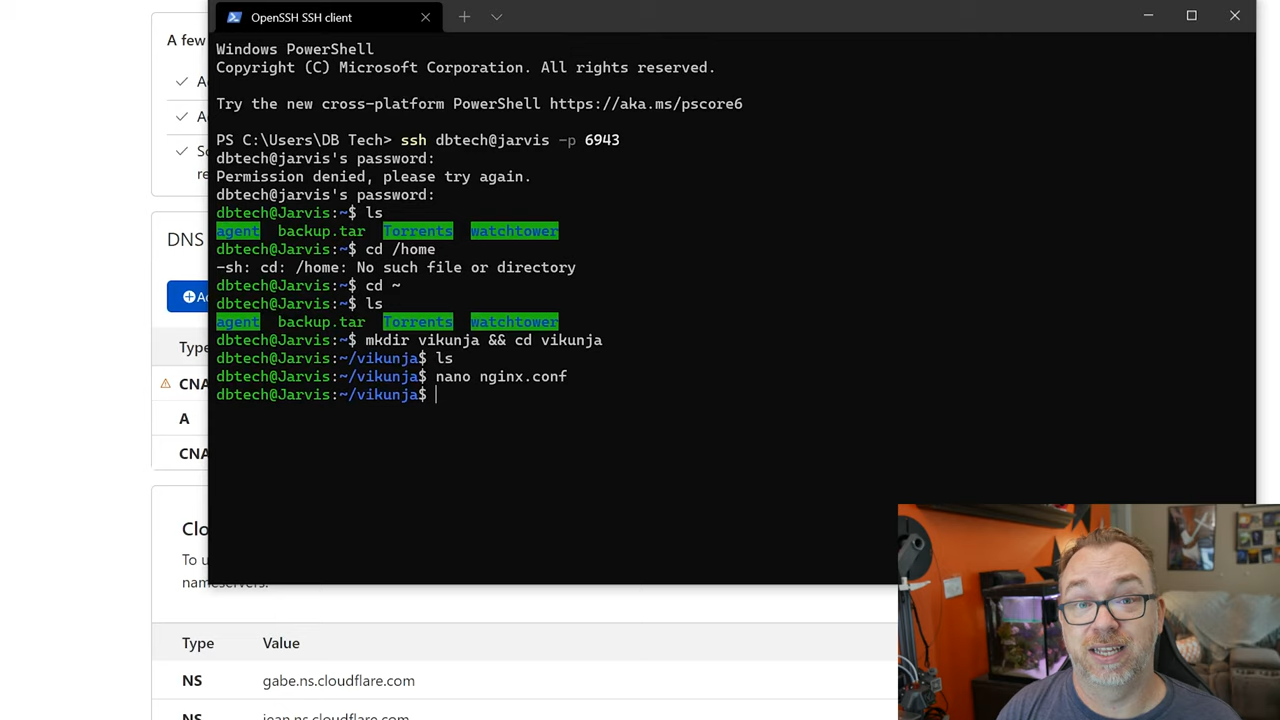 OpenSSH SSH client
Windows PowerShell
Copyright (C) Microsoft Corporation. All rights reserved.
Try the new cross-platform PowerShell https://aka.ms/pscore6
PS C:\Users\DB Tech> ssh dbtech@jarvis -p 6943
dbtech@jarvis's password:
Permission denied, please try again.
dbtech@jarvis's password:
dbtech@Jarvis:~$ ls
agent backup.tar Torrents watchtower
dbtech@Jarvis:~$ cd /home
-sh: cd: /home: No such file or directory
dbtech@Jarvis:~$ cd ~
dbtech@Jarvis:~$ ls
agent backup.tar Torrents watchtower
dbtech@Jarvis:~$ mkdir vikunja && cd vikunja
dbtech@Jarvis:~/vikunja$ ls
dbtech@Jarvis:~/vikunja$ nano nginx.conf
dbtech@Jarvis:~/vikunja$
A few
DNS
Type
CNA
A
CNA
Clo
To u
nameservers.
Type Value
NS gabe.ns.cloudflare.com
NS jean.ns.cloudflare.com